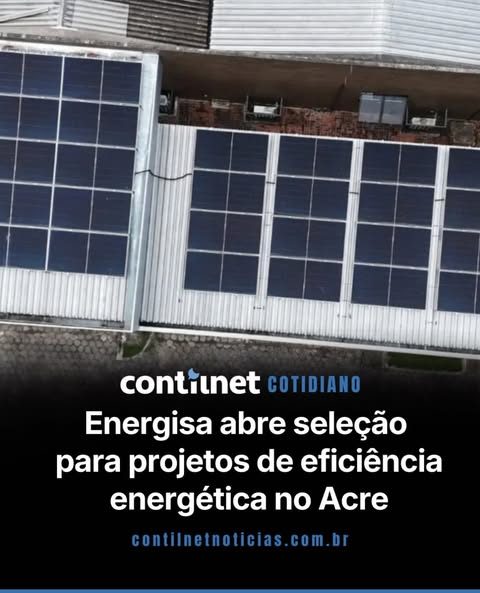 contilnet COTIDIANO
Energisa abre seleção
para projetos de eficiência
energética no Acre
contilnetnoticias.com.br